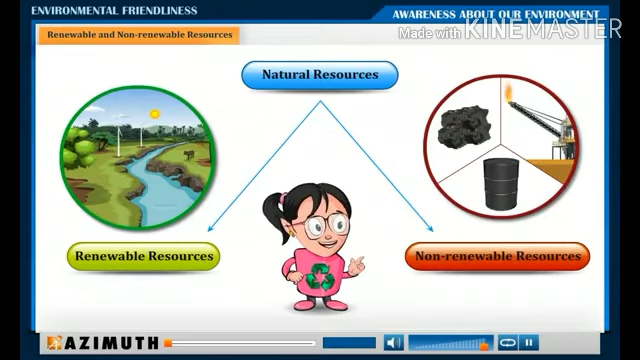 ENVIRONMENTAL FRIENDLINESS
AWARENESS ABOUT OUR ENVIRONMENT
Made with KINEMASTER
Renewable and Non-renewable Resources
Natural Resources
Renewable Resources
Non-renewable Resources
AZIMUTH